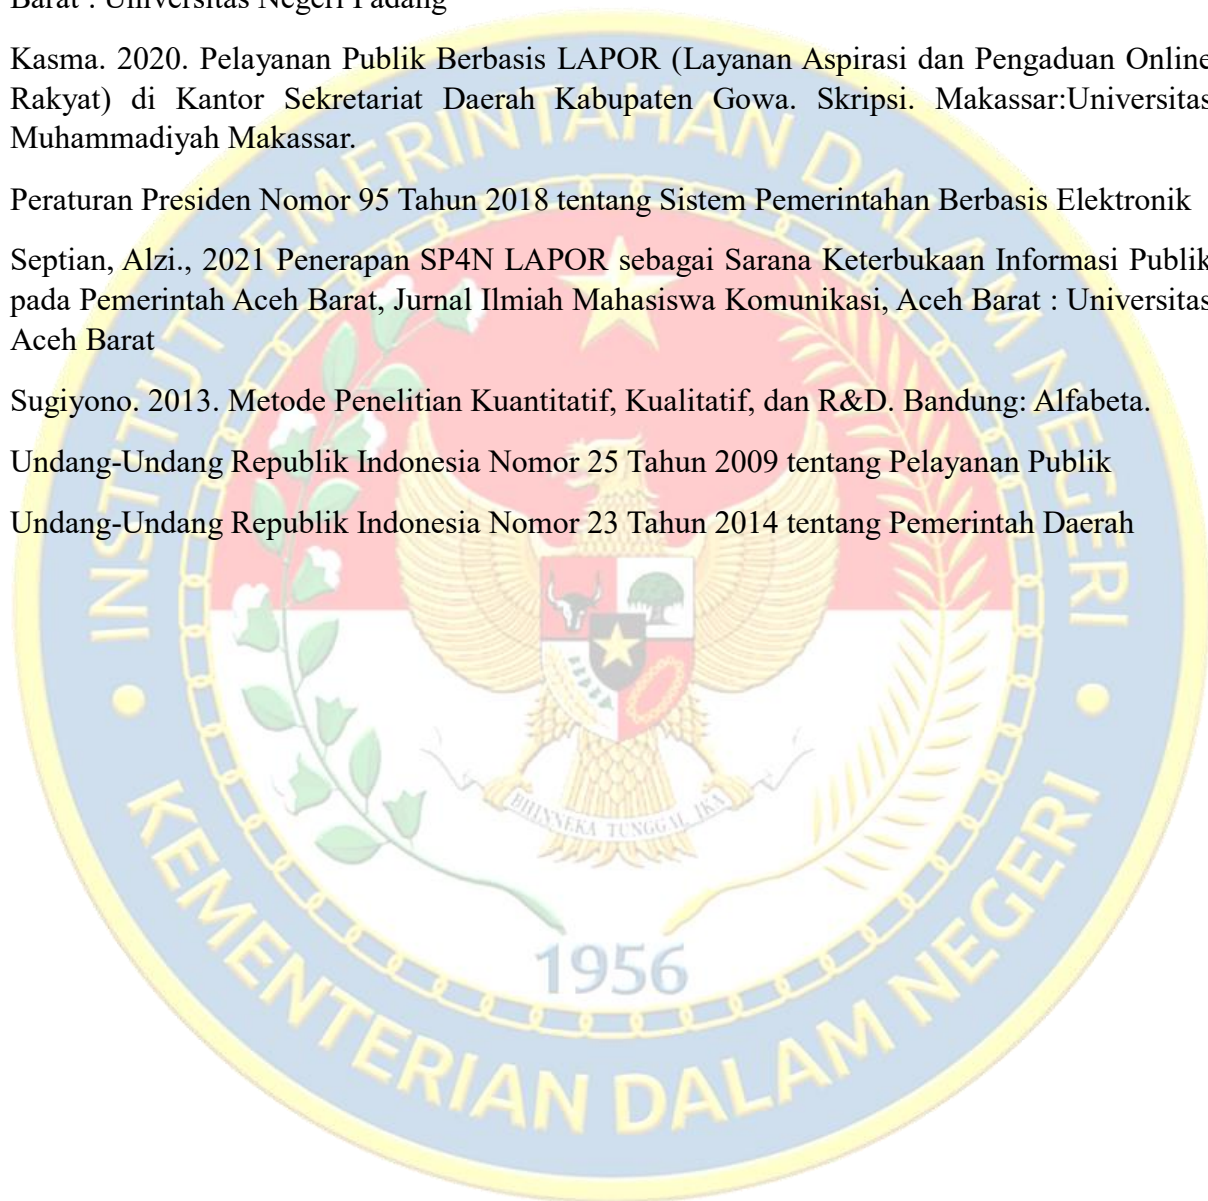 Barat : Universitas Negeri Padang
Kasma. 2020. Pelayanan Publik Berbasis LAPOR (Layanan Aspirasi dan Pengaduan Online
Rakyat) di Kantor Sekretariat Daerah Kabupaten Gowa. Skripsi. Makassar:Universitas
Muhammadiyah Makassar.
Peraturan Presiden Nomor 95 Tahun 2018 tentang Sistem Pemerintahan Berbasis Elektronik
Septian, Alzi., 2021 Penerapan SP4N LAPOR sebagai Sarana Keterbukaan Informasi Publik
pada Pemerintah Aceh Barat, Jurnal Ilmiah Mahasiswa Komunikasi, Aceh Barat : Universitas
Aceh Barat
Sugiyono. 2013. Metode Penelitian Kuantitatif, Kualitatif, dan R&D. Bandung: Alfabeta.
Undang-Undang Republik Indonesia Nomor 25 Tahun 2009 tentang Pelayanan Publik
Undang-Undang Republik Indonesia Nomor 23 Tahun 2014 tentang Pemerintah Daerah
INSTITUT PEMERINTAHAN DALAM NEGERI
BHINNEKA TUNGGAL IKA
1956
KEMENTERIAN DALAM NEGERI